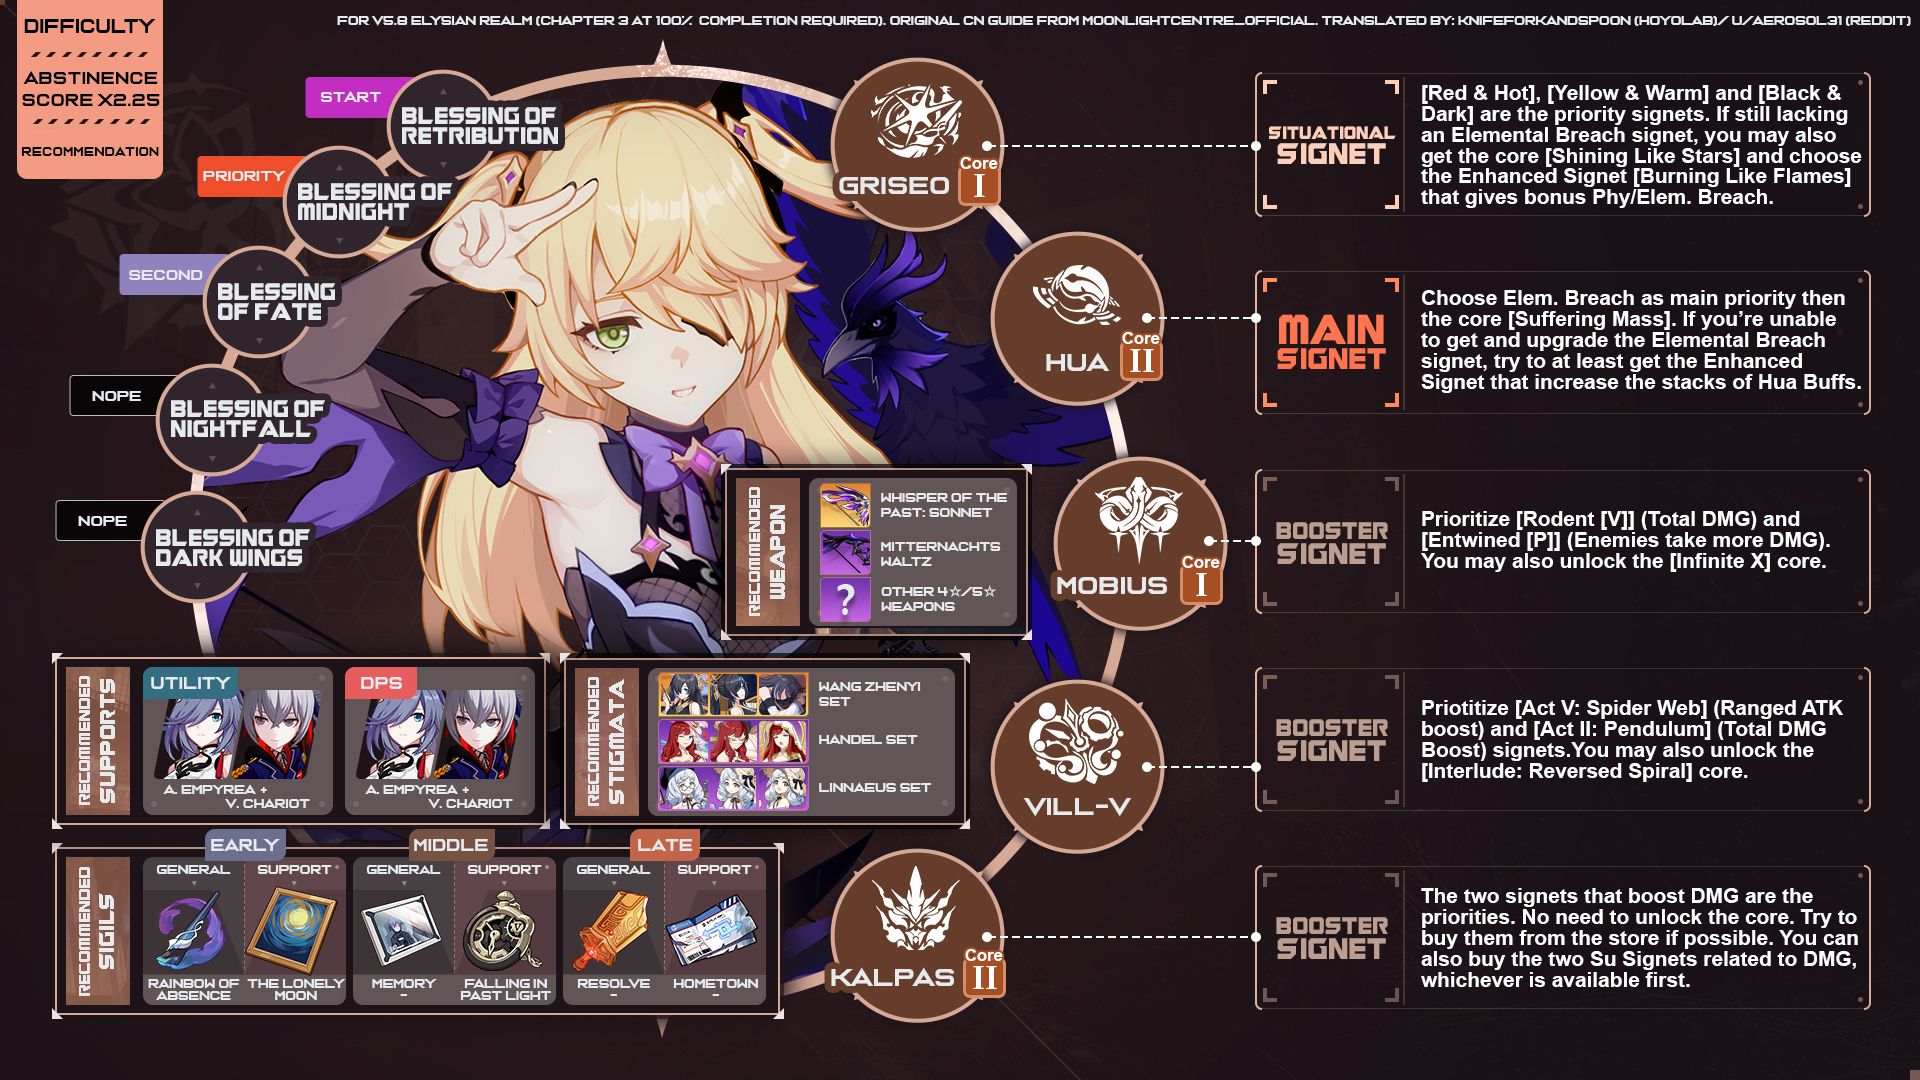 DIFFICULTY
ABSTINENCE
SCORE X2.25
RECOMMENDATION
FOR V5.8 ELYSIAN REALM (CHAPTER 3 AT 100% COMPLETION REQUIRED). ORIGINAL CN GUIDE FROM MOONLIGHTCENTRE_OFFICIAL. TRANSLATED BY: KNIFEFORKANDSPOON (HOYOLAB)/ U/AEROSOL31 (REDDIT)
START
BLESSING OF
RETRIBUTION
PRIORITY
BLESSING OF
MIDNIGHT
SECOND
BLESSING
OF FATE
NOPE
BLESSING OF
NIGHTFALL
NOPE
BLESSING OF
DARK WINGS
GRISEO
Core
I
SITUATIONAL
SIGNET
[Red & Hot], [Yellow & Warm] and [Black &
Dark] are the priority signets. If still lacking
an Elemental Breach signet, you may also
get the core [Shining Like Stars] and choose
the Enhanced Signet [Burning Like Flames]
that gives bonus Phy/Elem. Breach.
HUA
Core
II
MAIN
SIGNET
Choose Elem. Breach as main priority then
the core [Suffering Mass]. If you're unable
to get and upgrade the Elemental Breach
signet, try to at least get the Enhanced
Signet that increase the stacks of Hua Buffs.
MOBIUS
Core
I
BOOSTER
SIGNET
Prioritize [Rodent [V]] (Total DMG) and
[Entwined [P]] (Enemies take more DMG).
You may also unlock the [Infinite X] core.
VILL-V
BOOSTER
SIGNET
Priotitize [Act V: Spider Web] (Ranged ATK
boost) and [Act II: Pendulum] (Total DMG
Boost) signets.You may also unlock the
[Interlude: Reversed Spiral] core.
KALPAS
Core
II
BOOSTER
SIGNET
The two signets that boost DMG are the
priorities. No need to unlock the core. Try to
buy them from the store if possible. You can
also buy the two Su Signets related to DMG,
whichever is available first.
RECOMMENDED
WEAPON
WHISPER OF THE
PAST: SONNET
MITTERNACHTS
WALTZ
?
OTHER 4☆/5☆
WEAPONS
RECOMMENDED
SUPPORTS
UTILITY
A. EMPYREA +
V. CHARIOT
DPS
A. EMPYREA +
V. CHARIOT
RECOMMENDED
STIGMATA
WANG ZHENYI
SET
HANDEL SET
LINNAEUS SET
RECOMMENDED
SIGILS
EARLY
GENERAL
RAINBOW OF
ABSENCE
SUPPORT
THE LONELY
MOON
MIDDLE
GENERAL
MEMORY
-
SUPPORT
FALLING IN
PAST LIGHT
LATE
GENERAL
RESOLVE
-
SUPPORT
HOMETOWN
-